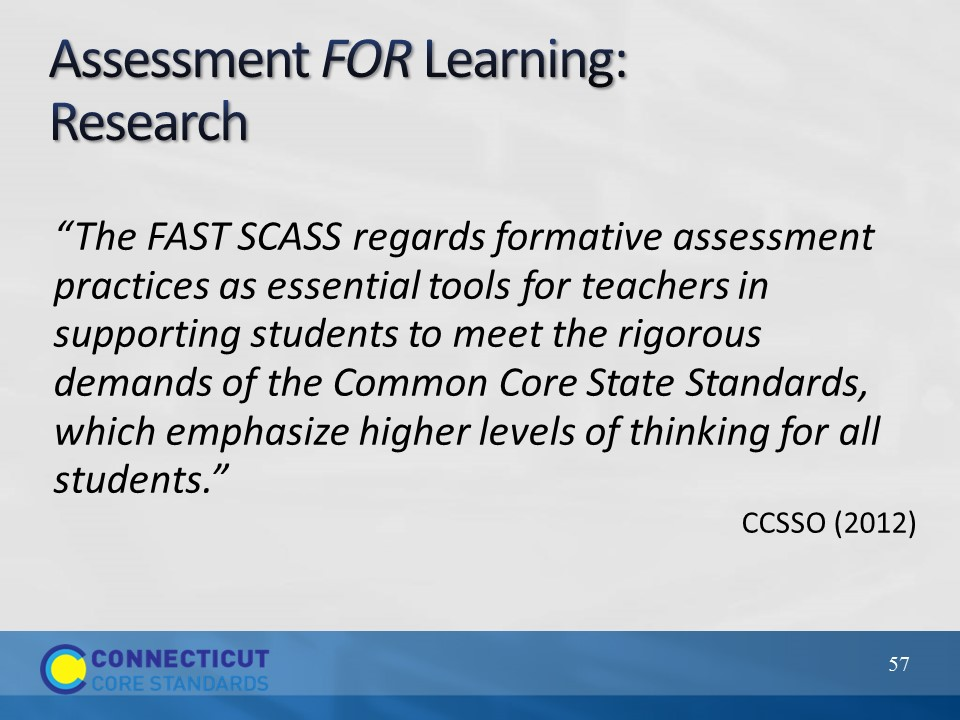 Assessment FOR Learning:
Research
“The FAST SCASS regards formative assessment
practices as essential tools for teachers in
supporting students to meet the rigorous
demands of the Common Core State Standards,
which emphasize higher levels of thinking for all
students.”
CCSSO (2012)
CONNECTICUT
CORE STANDARDS
57